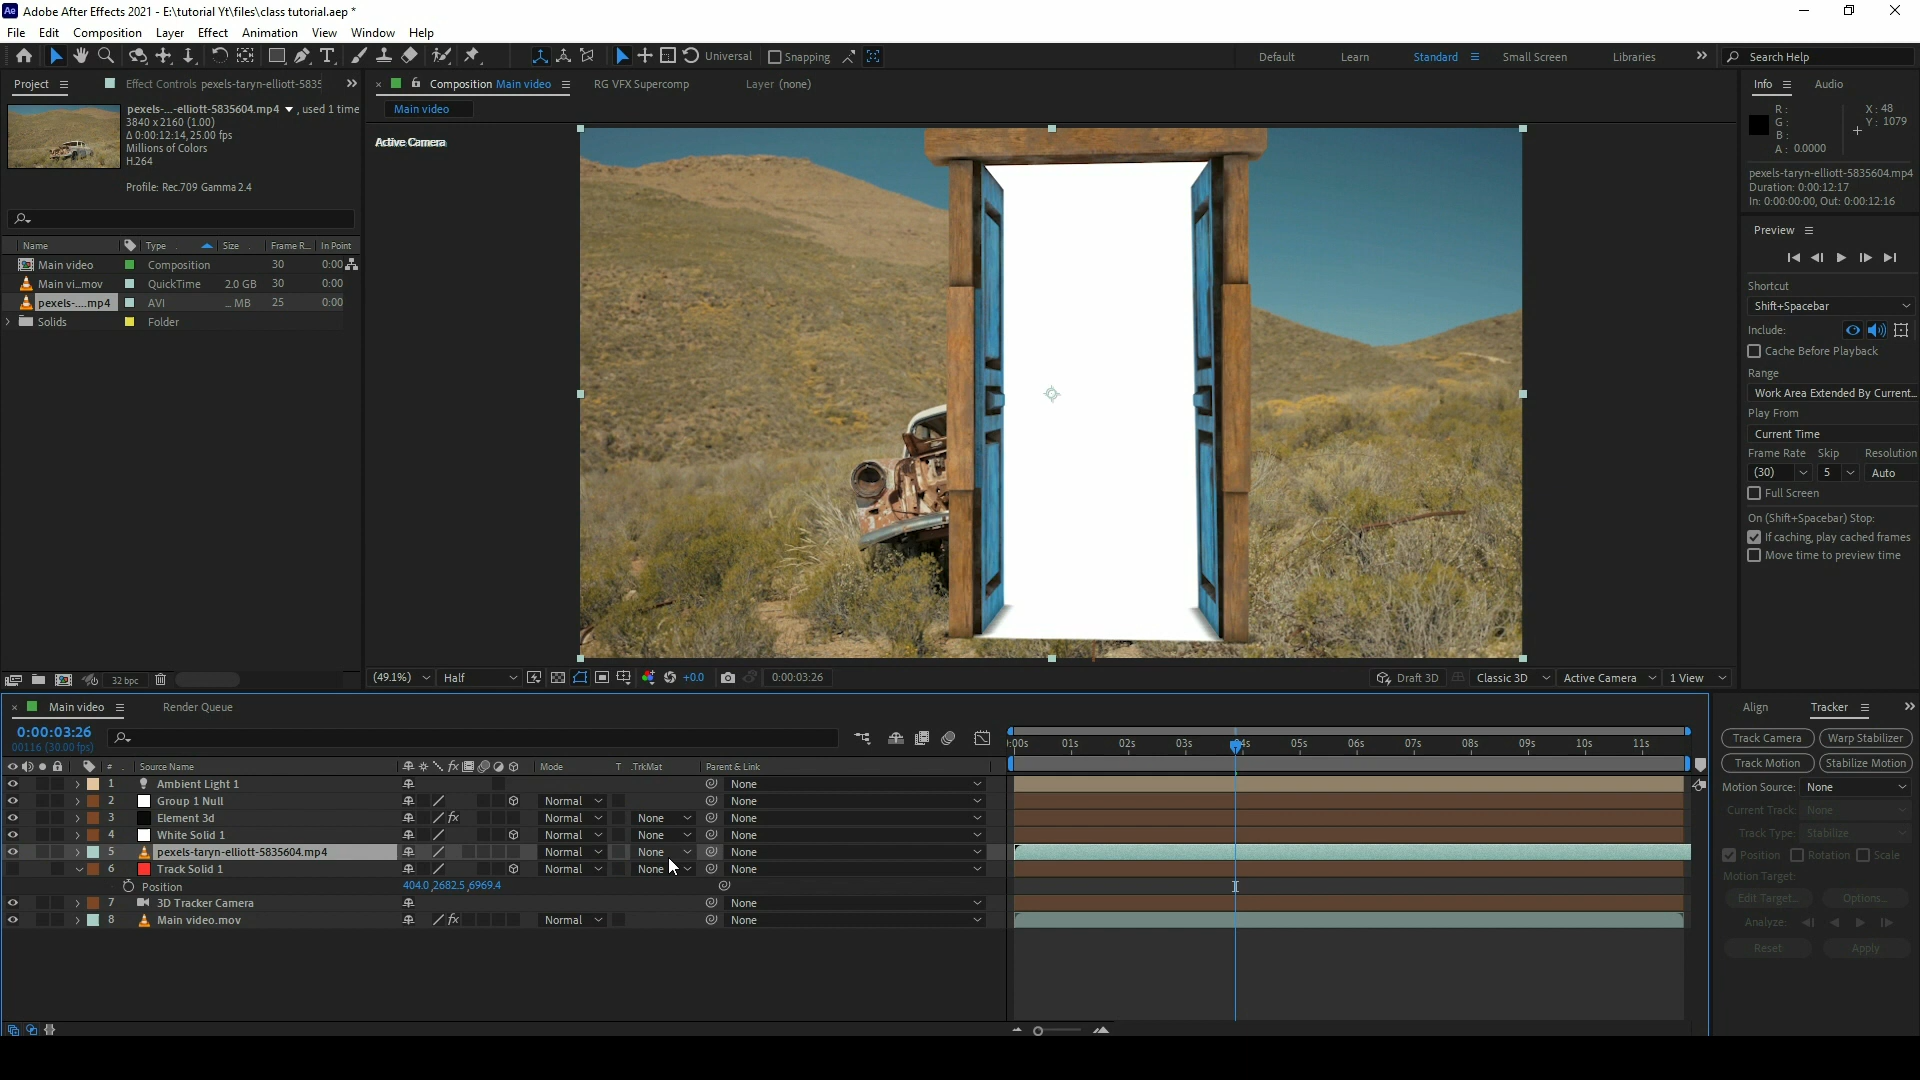 Ae Adobe After Effects 2021 - E:\tutorial Yt\files\class tutorial.aep *
File Edit Composition Layer Effect Animation View Window Help
Universal Snapping Default Learn Standard Small Screen Libraries Search Help
Project Effect Controls pexels-taryn-elliott-5835
pexels-...-elliott-5835604.mp4 , used 1 time
3840 x 2160 (1.00)
Δ 0:00:12:14, 25.00 fps
Millions of Colors
H.264
Profile: Rec.709 Gamma 2.4
Name Type Size Frame R... In Point
Main video Composition 30 0:00
Main vi...mov QuickTime 2.0 GB 30 0:00
pexels-....mp4 AVI ... MB 25 0:00
Solids Folder
32 bpc
Composition Main video RG VFX Supercomp Layer (none)
Main video
Active Camera
(49.1%) Half +0.0 0:00:03:26 Draft 3D Classic 3D Active Camera 1 View
Info Audio
R: X: 48
G: Y: 1079
B:
A: 0.0000
pexels-taryn-elliott-5835604.mp4
Duration: 0:00:12:17
In: 0:00:00:00, Out: 0:00:12:16
Preview
Shortcut
Shift+Spacebar
Include:
Cache Before Playback
Range
Work Area Extended By Current...
Play From
Current Time
Frame Rate Skip Resolution
(30) 5 Auto
Full Screen
On (Shift+Spacebar) Stop:
If caching, play cached frames
Move time to preview time
Main video Render Queue
0:00:03:26
00116 (30.00 fps)
:00s 01s 02s 03s 04s 05s 06s 07s 08s 09s 10s 11s
# Source Name Mode T .TrkMat Parent & Link
1 Ambient Light 1 None
2 Group 1 Null Normal None
3 Element 3d Normal None None
4 White Solid 1 Normal None None
5 pexels-taryn-elliott-5835604.mp4 Normal None None
6 Track Solid 1 Normal None None
Position 404.0,2682.5,6969.4
7 3D Tracker Camera None
8 Main video.mov Normal None
Align Tracker
Track Camera Warp Stabilizer
Track Motion Stabilize Motion
Motion Source: None
Current Track: None
Track Type: Stabilize
Position Rotation Scale
Motion Target:
Edit Target... Options...
Analyze:
Reset Apply